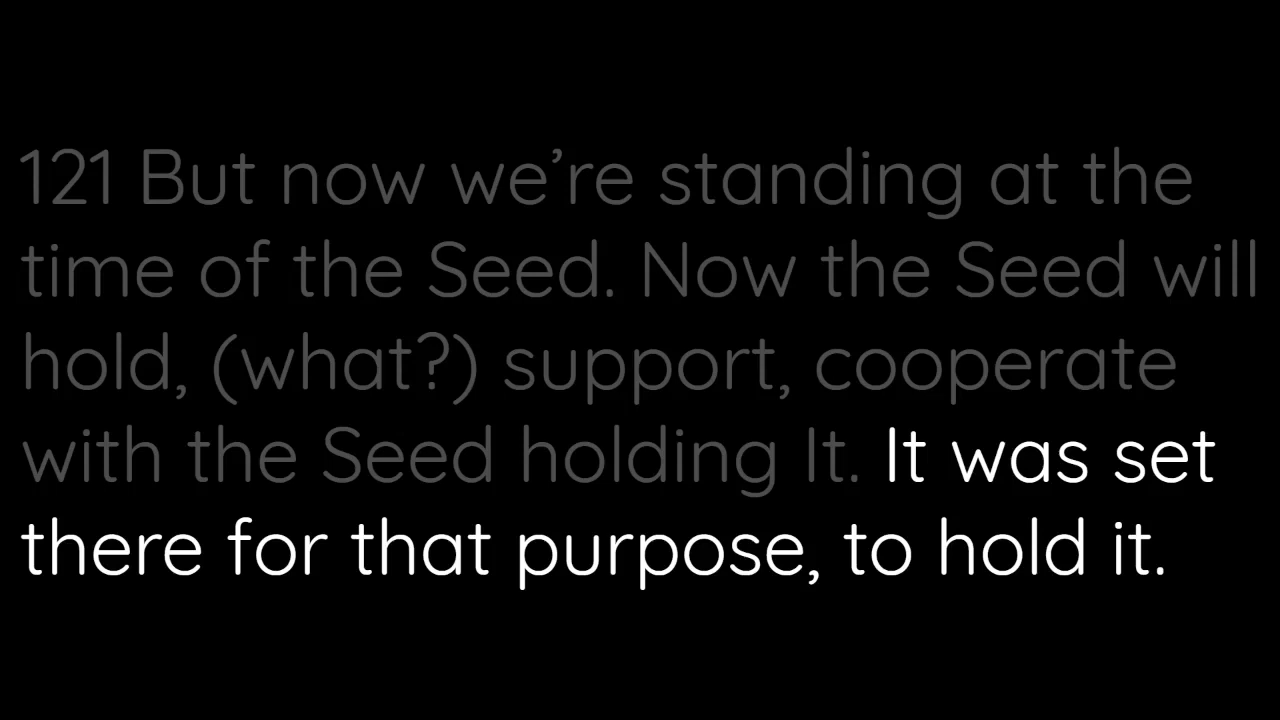 121 But now we’re standing at the
time of the Seed. Now the Seed will
hold, (what?) support, cooperate
with the Seed holding It. It was set
there for that purpose, to hold it.